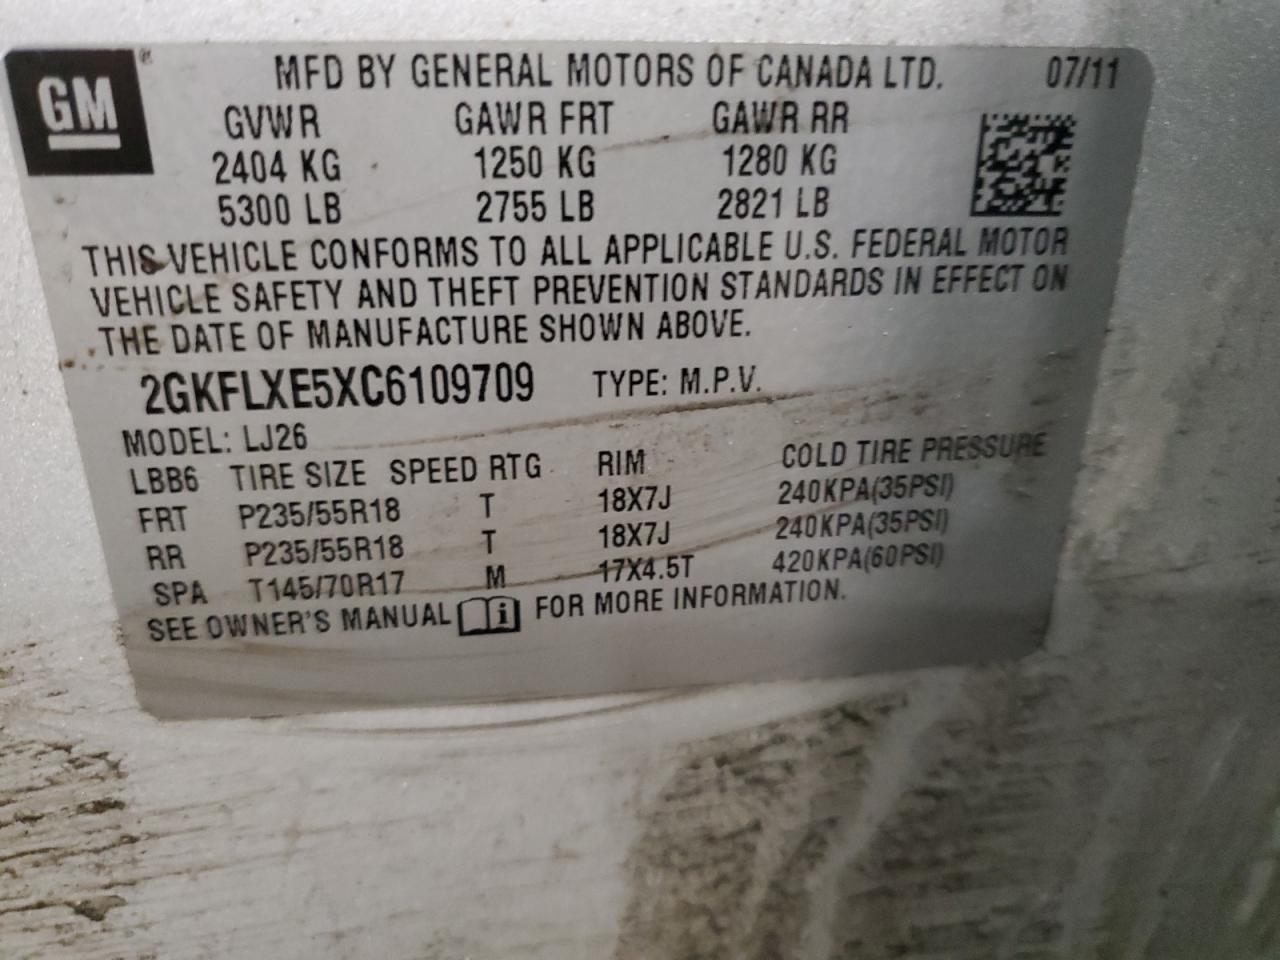 GM ®
MFD BY GENERAL MOTORS OF CANADA LTD. 07/11
GVWR GAWR FRT GAWR RR
2404 KG 1250 KG 1280 KG
5300 LB 2755 LB 2821 LB
THIS VEHICLE CONFORMS TO ALL APPLICABLE U.S. FEDERAL MOTOR
VEHICLE SAFETY AND THEFT PREVENTION STANDARDS IN EFFECT ON
THE DATE OF MANUFACTURE SHOWN ABOVE.
2GKFLXE5XC6109709 TYPE: M.P.V.
MODEL: LJ26
LBB6 TIRE SIZE SPEED RTG RIM COLD TIRE PRESSURE
FRT P235/55R18 T 18X7J 240KPA(35PSI)
RR P235/55R18 T 18X7J 240KPA(35PSI)
SPA T145/70R17 M 17X4.5T 420KPA(60PSI)
SEE OWNER'S MANUAL i FOR MORE INFORMATION.